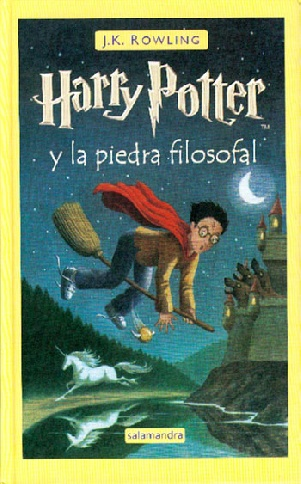 J.K. ROWLING
Harry Potter
™
y la piedra filosofal
salamandra